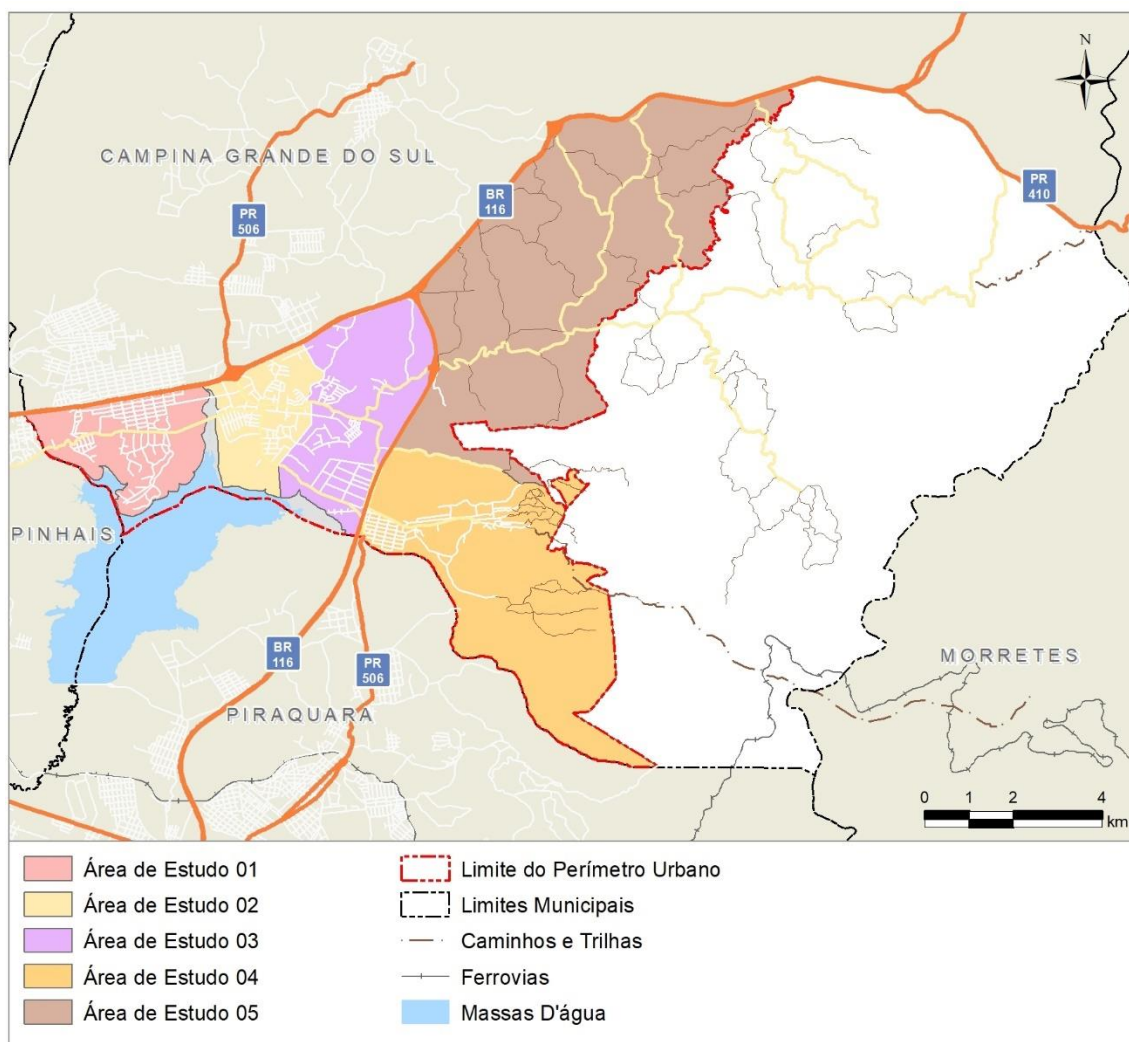 N
CAMPINA GRANDE DO SUL
PR
506
BR
116
PR
410
PINHAIS
BR
116
PR
506
PIRAQUARA
MORRETES
0 1 2 4
km
Área de Estudo 01
Área de Estudo 02
Área de Estudo 03
Área de Estudo 04
Área de Estudo 05
Limite do Perímetro Urbano
Limites Municipais
Caminhos e Trilhas
Ferrovias
Massas D'água